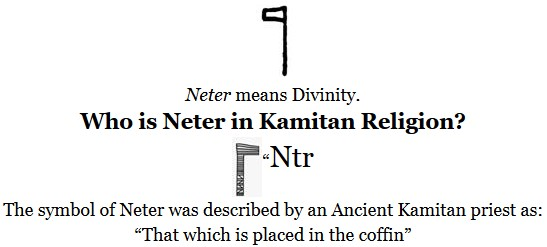 Neter means Divinity.
Who is Neter in Kamitan Religion?
“Ntr
The symbol of Neter was described by an Ancient Kamitan priest as:
“That which is placed in the coffin”